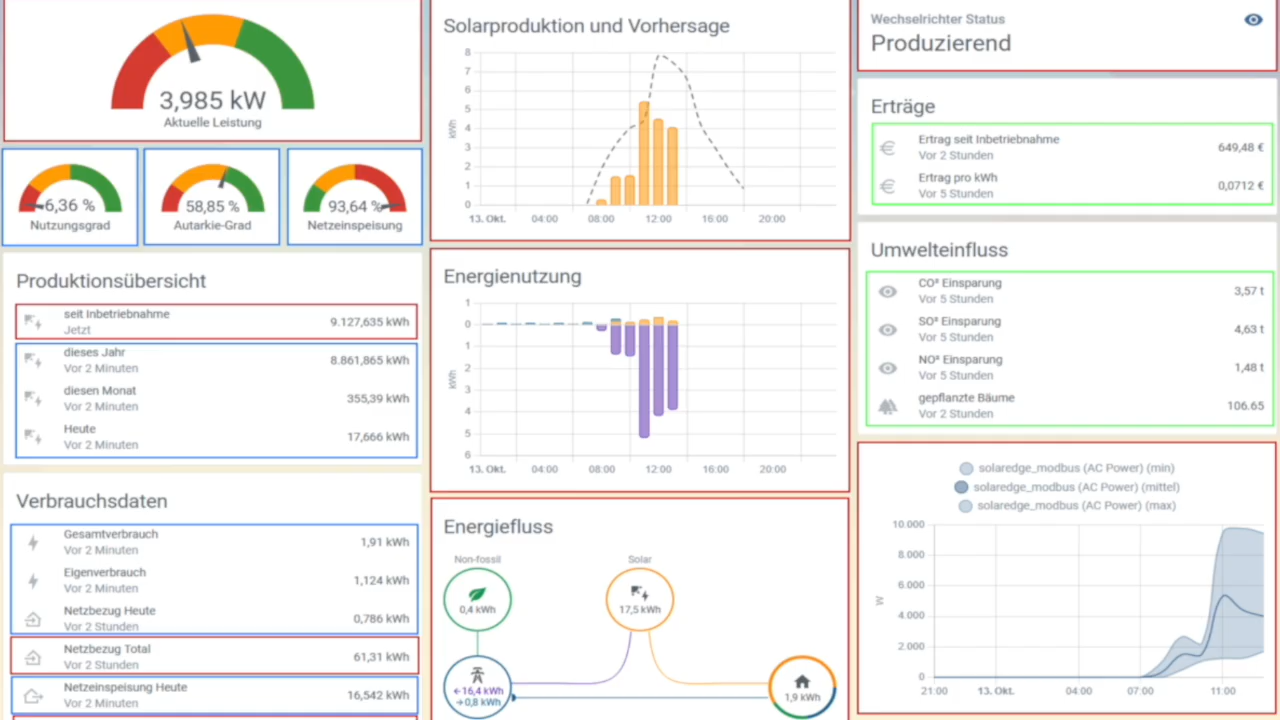 3,985 kW
Aktuelle Leistung
6,36 %
Nutzungsgrad
58,85 %
Autarkie-Grad
93,64 %
Netzeinspeisung
Produktionsübersicht
seit Inbetriebnahme
Jetzt
9.127,635 kWh
dieses Jahr
Vor 2 Minuten
8.861,865 kWh
diesen Monat
Vor 2 Minuten
355,39 kWh
Heute
Vor 2 Minuten
17,666 kWh
Verbrauchsdaten
Gesamtverbrauch
Vor 2 Minuten
1,91 kWh
Eigenverbrauch
Vor 2 Minuten
1,124 kWh
Netzbezug Heute
Vor 2 Stunden
0,786 kWh
Netzbezug Total
Vor 2 Stunden
61,31 kWh
Netzeinspeisung Heute
Vor 2 Minuten
16,542 kWh
Solarproduktion und Vorhersage
kWh
8
7
6
5
4
3
2
1
0
13. Okt. 04:00 08:00 12:00 16:00 20:00
Energienutzung
kWh
1
0
1
2
3
4
5
6
13. Okt. 04:00 08:00 12:00 16:00 20:00
Energiefluss
Non-fossil
0,4 kWh
Solar
17,5 kWh
←16,4 kWh
→0,8 kWh
1,9 kWh
Wechselrichter Status
Produzierend
Erträge
Ertrag seit Inbetriebnahme
Vor 2 Stunden
649,48 €
Ertrag pro kWh
Vor 5 Stunden
0,0712 €
Umwelteinfluss
CO² Einsparung
Vor 5 Stunden
3,57 t
SO² Einsparung
Vor 5 Stunden
4,63 t
NO² Einsparung
Vor 5 Stunden
1,48 t
gepflanzte Bäume
Vor 2 Stunden
106.65
solaredge_modbus (AC Power) (min)
solaredge_modbus (AC Power) (mittel)
solaredge_modbus (AC Power) (max)
W
10.000
8.000
6.000
4.000
2.000
0
21:00 13. Okt. 04:00 07:00 11:00